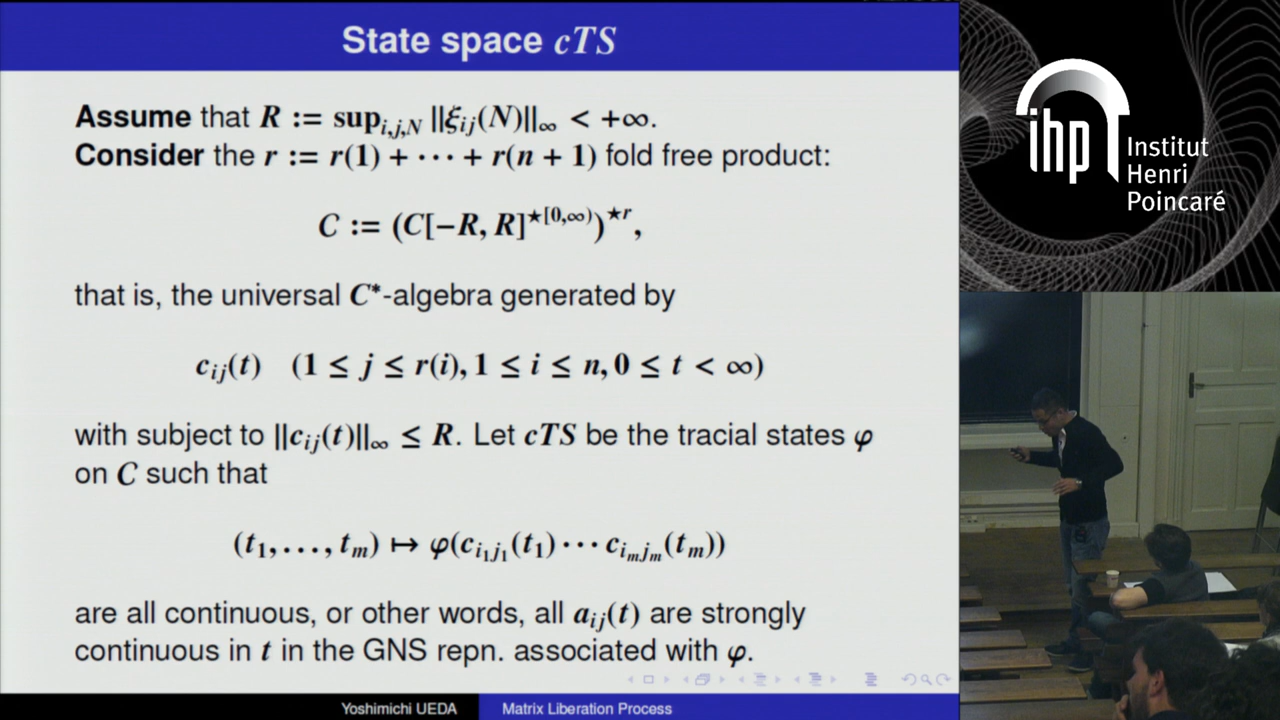 State space cTS
Assume that R := sup_{i,j,N} ||ξ_{ij}(N)||_∞ < +∞.
Consider the r := r(1) + ⋯ + r(n + 1) fold free product:
C := (C[−R, R]^{★[0,∞)})^{★r},
that is, the universal C*-algebra generated by
c_{ij}(t) (1 ≤ j ≤ r(i), 1 ≤ i ≤ n, 0 ≤ t < ∞)
with subject to ||c_{ij}(t)||_∞ ≤ R. Let cTS be the tracial states φ
on C such that
(t_1, . . . , t_m) ↦ φ(c_{i_1 j_1}(t_1) ⋯ c_{i_m j_m}(t_m))
are all continuous, or other words, all a_{ij}(t) are strongly
continuous in t in the GNS repn. associated with φ.
Yoshimichi UEDA
Matrix Liberation Process
ihp
Institut
Henri
Poincaré